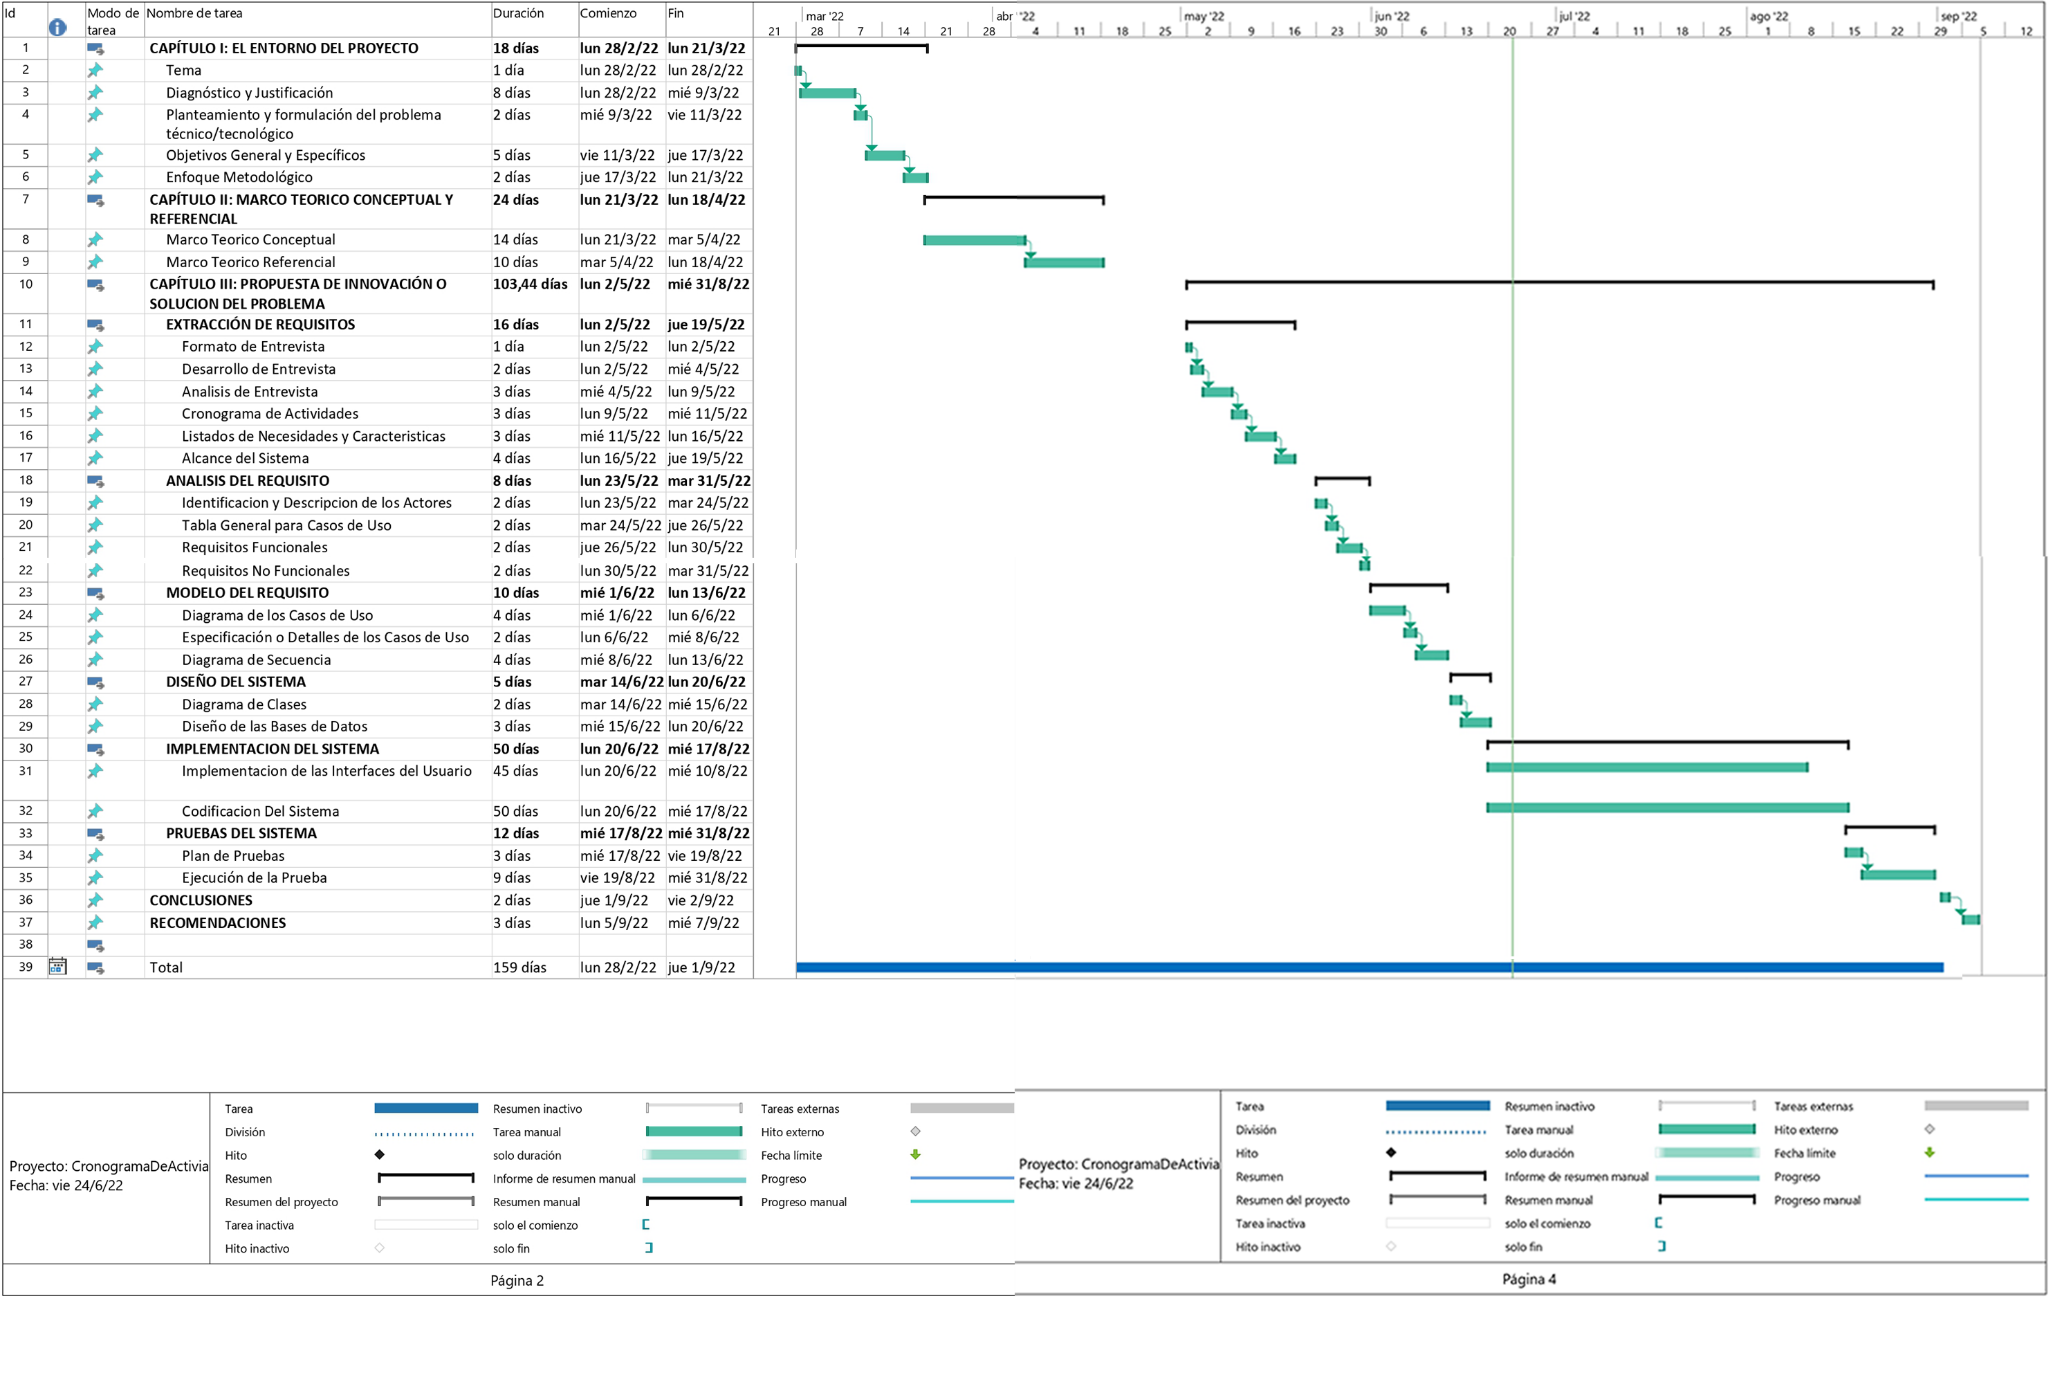 Id Modo de tarea Nombre de tarea Duración Comienzo Fin
mar '22 abr '22 may '22 jun '22 jul '22 ago '22 sep '22
21 28 7 14 21 28 4 11 18 25 2 9 16 23 30 6 13 20 27 4 11 18 25 1 8 15 22 29 5 12
1 CAPÍTULO I: EL ENTORNO DEL PROYECTO 18 días lun 28/2/22 lun 21/3/22
2 Tema 1 día lun 28/2/22 lun 28/2/22
3 Diagnóstico y Justificación 8 días lun 28/2/22 mié 9/3/22
4 Planteamiento y formulación del problema técnico/tecnológico 2 días mié 9/3/22 vie 11/3/22
5 Objetivos General y Específicos 5 días vie 11/3/22 jue 17/3/22
6 Enfoque Metodológico 2 días jue 17/3/22 lun 21/3/22
7 CAPÍTULO II: MARCO TEORICO CONCEPTUAL Y REFERENCIAL 24 días lun 21/3/22 lun 18/4/22
8 Marco Teorico Conceptual 14 días lun 21/3/22 mar 5/4/22
9 Marco Teorico Referencial 10 días mar 5/4/22 lun 18/4/22
10 CAPÍTULO III: PROPUESTA DE INNOVACIÓN O SOLUCION DEL PROBLEMA 103,44 días lun 2/5/22 mié 31/8/22
11 EXTRACCIÓN DE REQUISITOS 16 días lun 2/5/22 jue 19/5/22
12 Formato de Entrevista 1 día lun 2/5/22 lun 2/5/22
13 Desarrollo de Entrevista 2 días lun 2/5/22 mié 4/5/22
14 Analisis de Entrevista 3 días mié 4/5/22 lun 9/5/22
15 Cronograma de Actividades 3 días lun 9/5/22 mié 11/5/22
16 Listados de Necesidades y Caracteristicas 3 días mié 11/5/22 lun 16/5/22
17 Alcance del Sistema 4 días lun 16/5/22 jue 19/5/22
18 ANALISIS DEL REQUISITO 8 días lun 23/5/22 mar 31/5/22
19 Identificacion y Descripcion de los Actores 2 días lun 23/5/22 mar 24/5/22
20 Tabla General para Casos de Uso 2 días mar 24/5/22 jue 26/5/22
21 Requisitos Funcionales 2 días jue 26/5/22 lun 30/5/22
22 Requisitos No Funcionales 2 días lun 30/5/22 mar 31/5/22
23 MODELO DEL REQUISITO 10 días mié 1/6/22 lun 13/6/22
24 Diagrama de los Casos de Uso 4 días mié 1/6/22 lun 6/6/22
25 Especificación o Detalles de los Casos de Uso 2 días lun 6/6/22 mié 8/6/22
26 Diagrama de Secuencia 4 días mié 8/6/22 lun 13/6/22
27 DISEÑO DEL SISTEMA 5 días mar 14/6/22 lun 20/6/22
28 Diagrama de Clases 2 días mar 14/6/22 mié 15/6/22
29 Diseño de las Bases de Datos 3 días mié 15/6/22 lun 20/6/22
30 IMPLEMENTACION DEL SISTEMA 50 días lun 20/6/22 mié 17/8/22
31 Implementacion de las Interfaces del Usuario 45 días lun 20/6/22 mié 10/8/22
32 Codificacion Del Sistema 50 días lun 20/6/22 mié 17/8/22
33 PRUEBAS DEL SISTEMA 12 días mié 17/8/22 mié 31/8/22
34 Plan de Pruebas 3 días mié 17/8/22 vie 19/8/22
35 Ejecución de la Prueba 9 días vie 19/8/22 mié 31/8/22
36 CONCLUSIONES 2 días jue 1/9/22 vie 2/9/22
37 RECOMENDACIONES 3 días lun 5/9/22 mié 7/9/22
38
39 Total 159 días lun 28/2/22 jue 1/9/22
Proyecto: CronogramaDeActivia
Fecha: vie 24/6/22
Tarea Resumen inactivo Tareas externas
División Tarea manual Hito externo
Hito solo duración Fecha límite
Resumen Informe de resumen manual Progreso
Resumen del proyecto Resumen manual Progreso manual
Tarea inactiva solo el comienzo
Hito inactivo solo fin
Página 2
Proyecto: CronogramaDeActivia
Fecha: vie 24/6/22
Tarea Resumen inactivo Tareas externas
División Tarea manual Hito externo
Hito solo duración Fecha límite
Resumen Informe de resumen manual Progreso
Resumen del proyecto Resumen manual Progreso manual
Tarea inactiva solo el comienzo
Hito inactivo solo fin
Página 4